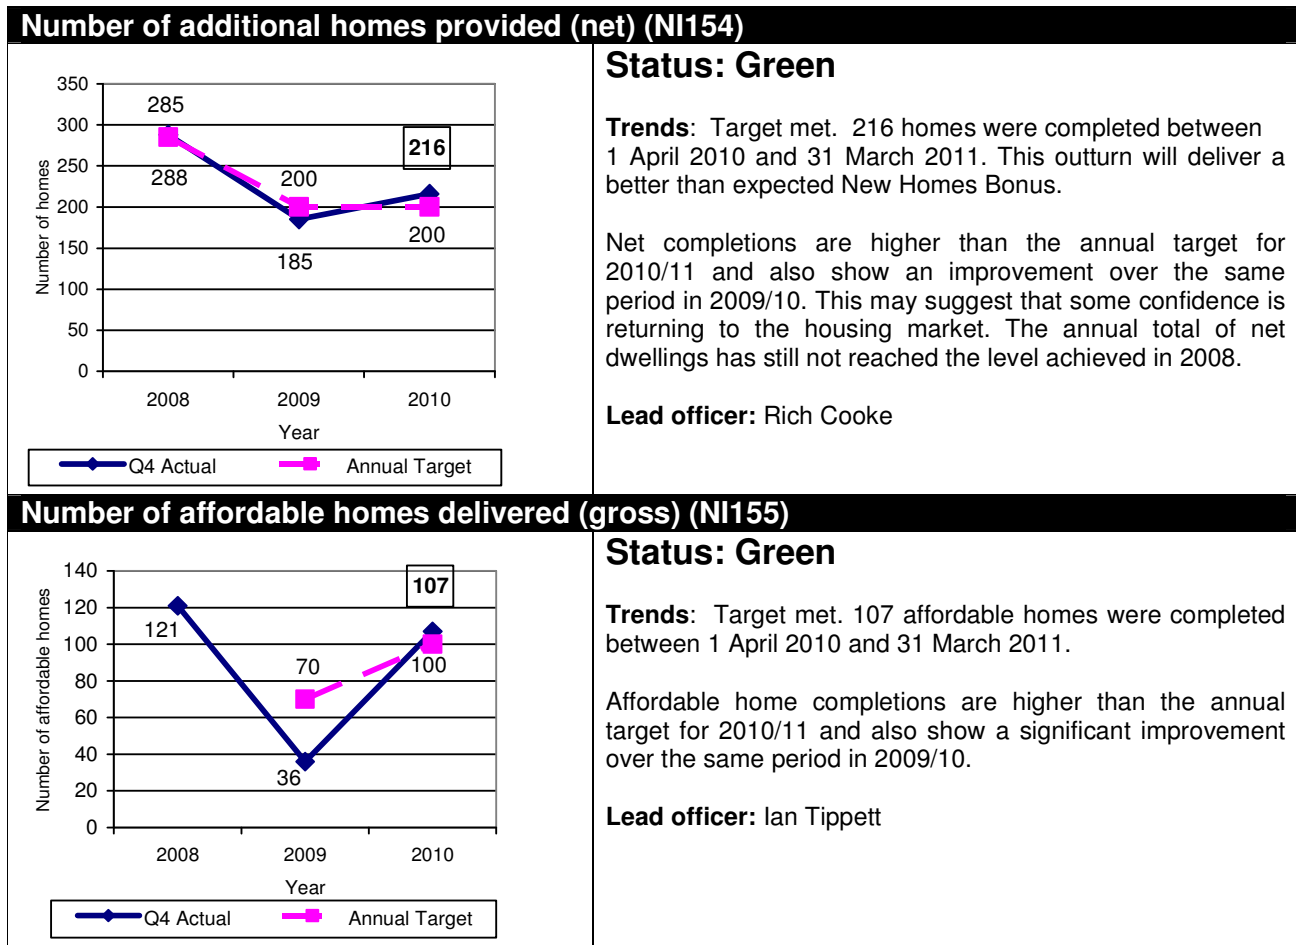 Number of additional homes provided (net) (NI154)
350
300
250
200
150
100
50
0
Number of homes
285
288
200
185
216
200
2008
2009
2010
Year
Q4 Actual
Annual Target
Status: Green
Trends: Target met. 216 homes were completed between
1 April 2010 and 31 March 2011. This outturn will deliver a
better than expected New Homes Bonus.
Net completions are higher than the annual target for
2010/11 and also show an improvement over the same
period in 2009/10. This may suggest that some confidence is
returning to the housing market. The annual total of net
dwellings has still not reached the level achieved in 2008.
Lead officer: Rich Cooke
Number of affordable homes delivered (gross) (NI155)
140
120
100
80
60
40
20
0
Number of affordable homes
121
70
36
107
100
2008
2009
2010
Year
Q4 Actual
Annual Target
Status: Green
Trends: Target met. 107 affordable homes were completed
between 1 April 2010 and 31 March 2011.
Affordable home completions are higher than the annual
target for 2010/11 and also show a significant improvement
over the same period in 2009/10.
Lead officer: Ian Tippett